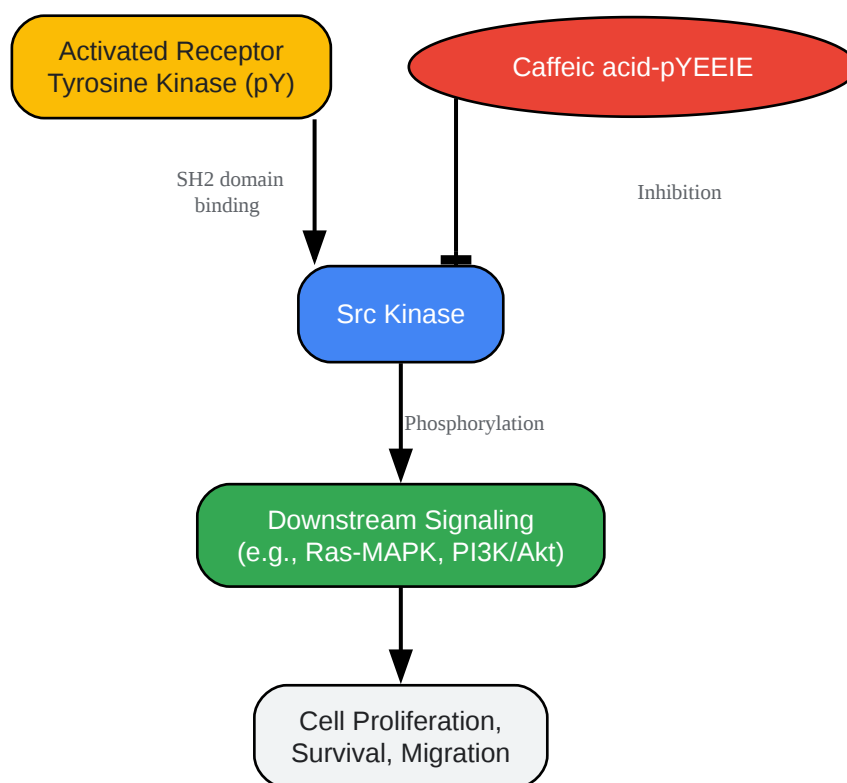 Activated Receptor
Tyrosine Kinase (pY)
Caffeic acid-pYEEIE
SH2 domain
binding
Inhibition
Src Kinase
Phosphorylation
Downstream Signaling
(e.g., Ras-MAPK, PI3K/Akt)
Cell Proliferation,
Survival, Migration